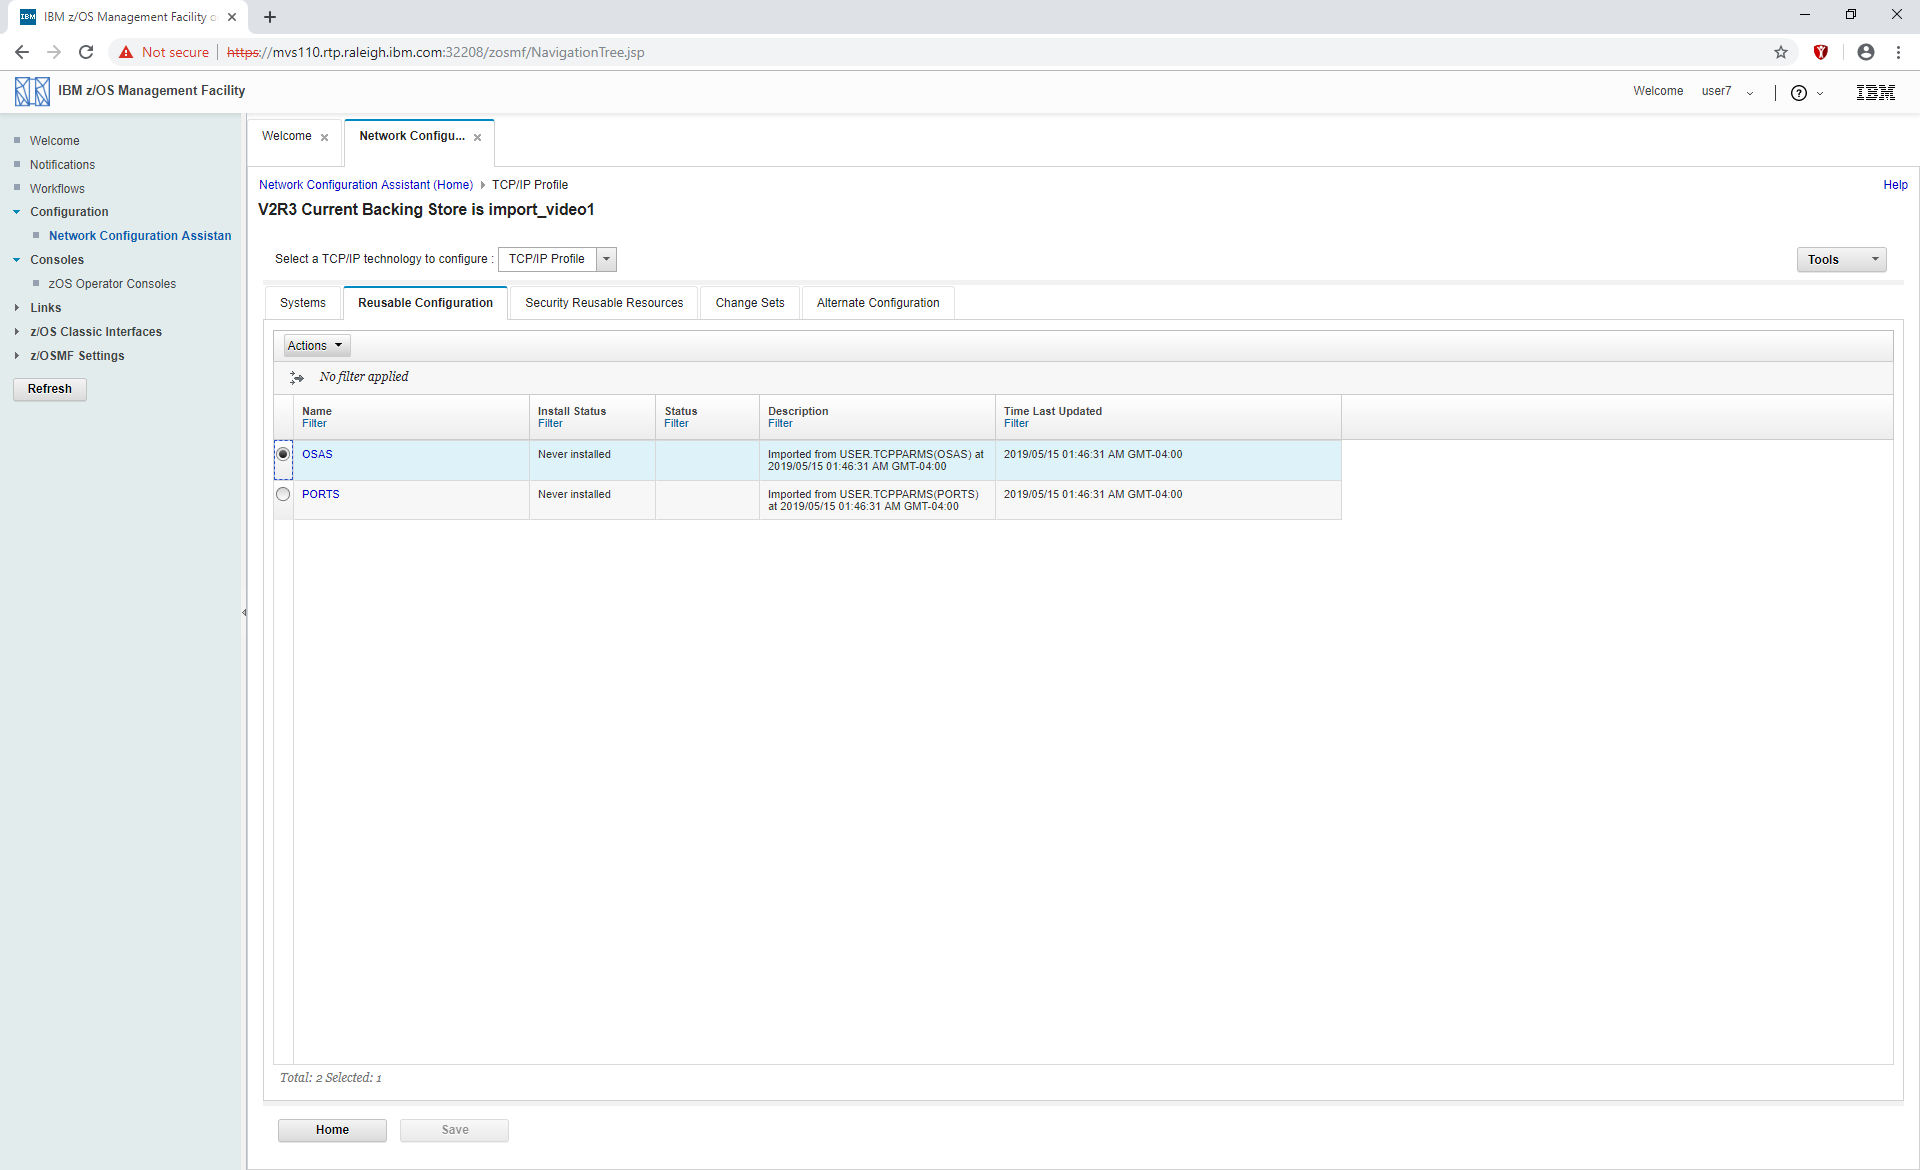 IBM z/OS Management Facility o
Not secure https://mvs110.rtp.raleigh.ibm.com:32208/zosmf/NavigationTree.jsp
IBM z/OS Management Facility
Welcome user7
IBM
Welcome
Notifications
Workflows
Configuration
Network Configuration Assistan
Consoles
zOS Operator Consoles
Links
z/OS Classic Interfaces
z/OSMF Settings
Refresh
Welcome
Network Configu...
Network Configuration Assistant (Home) TCP/IP Profile
Help
V2R3 Current Backing Store is import_video1
Select a TCP/IP technology to configure : TCP/IP Profile
Tools
Systems Reusable Configuration Security Reusable Resources Change Sets Alternate Configuration
Actions
No filter applied
Name Install Status Status Description Time Last Updated
Filter Filter Filter Filter Filter
OSAS Never installed Imported from USER.TCPPARMS(OSAS) at 2019/05/15 01:46:31 AM GMT-04:00
2019/05/15 01:46:31 AM GMT-04:00
PORTS Never installed Imported from USER.TCPPARMS(PORTS) 2019/05/15 01:46:31 AM GMT-04:00
at 2019/05/15 01:46:31 AM GMT-04:00
Total: 2 Selected: 1
Home Save